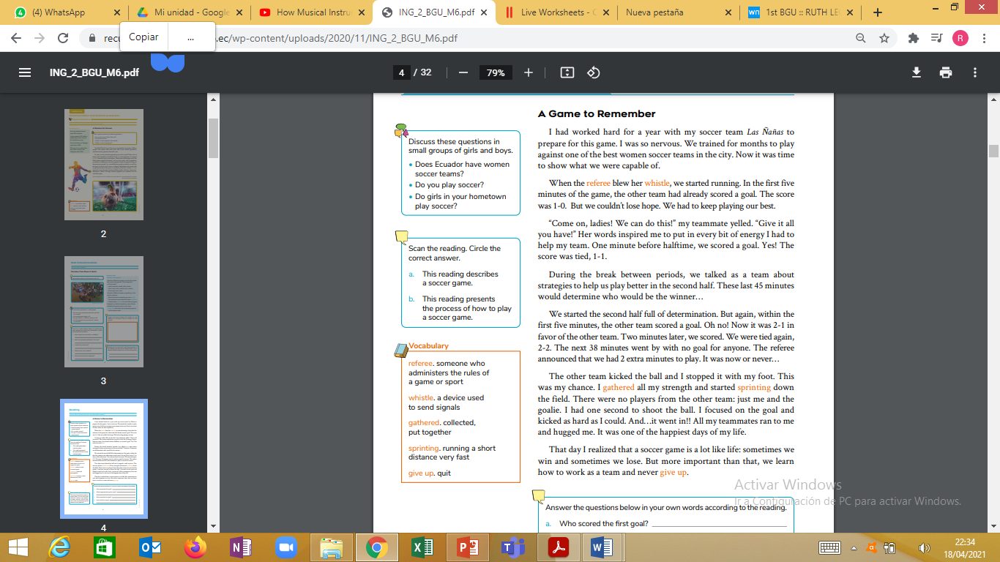 (4) WhatsApp
Mi unidad - Google
How Musical Instru
ING_2_BGU_M6.pdf
Live Worksheets -
Nueva pestaña
1st BGU :: RUTH LE
recu
.ec/wp-content/uploads/2020/11/ING_2_BGU_M6.pdf
R
Copiar
...
ING_2_BGU_M6.pdf
4 / 32
79%
2
3
4
A Game to Remember
I had worked hard for a year with my soccer team Las Ñañas to
prepare for this game. I was so nervous. We trained for months to play
against one of the best women soccer teams in the city. Now it was time
to show what we were capable of.
When the referee blew her whistle, we started running. In the first five
minutes of the game, the other team had already scored a goal. The score
was 1-0. But we couldn't lose hope. We had to keep playing our best.
“Come on, ladies! We can do this!” my teammate yelled. “Give it all
you have!” Her words inspired me to put in every bit of energy I had to
help my team. One minute before halftime, we scored a goal. Yes! The
score was tied, 1-1.
During the break between periods, we talked as a team about
strategies to help us play better in the second half. These last 45 minutes
would determine who would be the winner…
We started the second half full of determination. But again, within the
first five minutes, the other team scored a goal. Oh no! Now it was 2-1 in
favor of the other team. Two minutes later, we scored. We were tied again,
2-2. The next 38 minutes went by with no goal for anyone. The referee
announced that we had 2 extra minutes to play. It was now or never…
The other team kicked the ball and I stopped it with my foot. This
was my chance. I gathered all my strength and started sprinting down
the field. There were no players from the other team: just me and the
goalie. I had one second to shoot the ball. I focused on the goal and
kicked as hard as I could. And…it went in!! All my teammates ran to me
and hugged me. It was one of the happiest days of my life.
That day I realized that a soccer game is a lot like life: sometimes we
win and sometimes we lose. But more important than that, we learn
how to work as a team and never give up.
Discuss these questions in
small groups of girls and boys.
• Does Ecuador have women
soccer teams?
• Do you play soccer?
• Do girls in your hometown
play soccer?
Scan the reading. Circle the
correct answer.
a. This reading describes
a soccer game.
b. This reading presents
the process of how to play
a soccer game.
Vocabulary
referee. someone who
administers the rules of
a game or sport
whistle. a device used
to send signals
gathered. collected,
put together
sprinting. running a short
distance very fast
give up. quit
Answer the questions below in your own words according to the reading.
a. Who scored the first goal?
Activar Windows
Ir a Configuración de PC para activar Windows.
22:34
18/04/2021